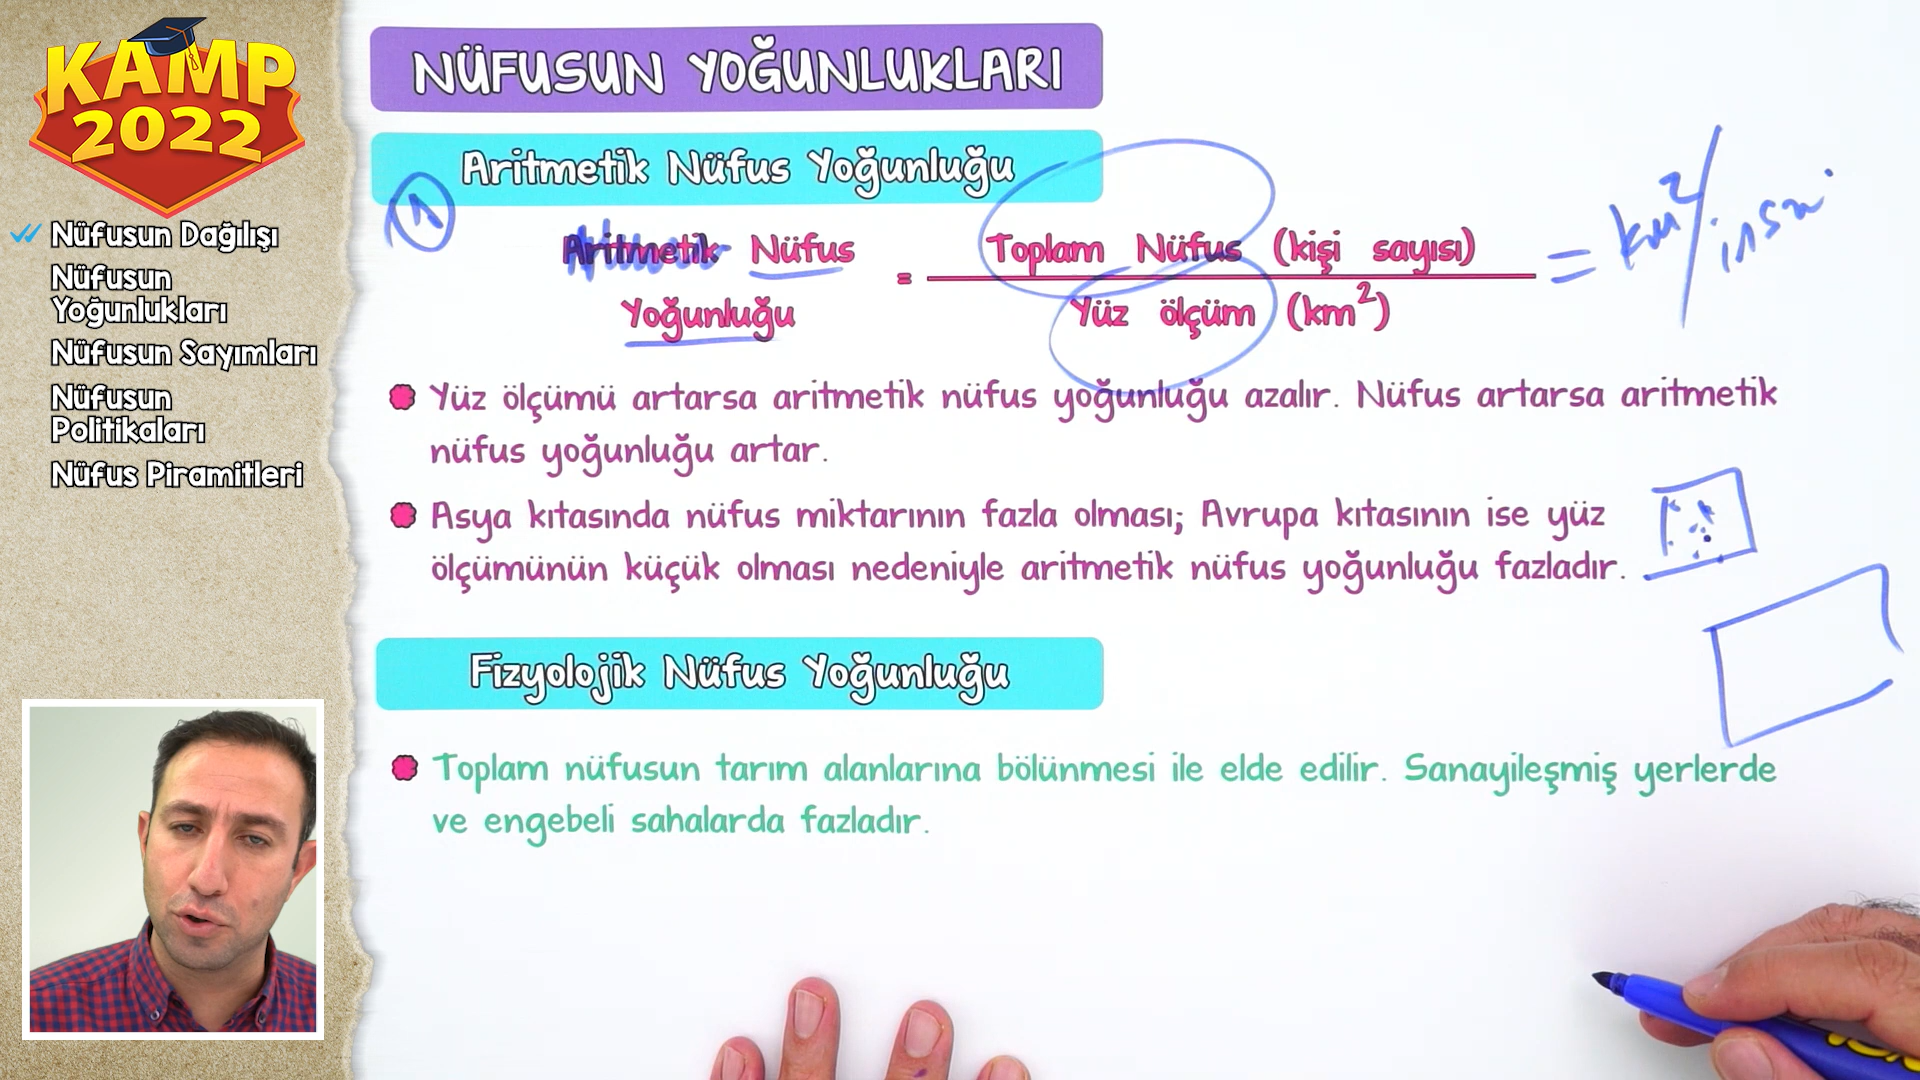 KAMP
2022
Nüfusun Dağılışı
Nüfusun
Yoğunlukları
Nüfusun Sayımları
Nüfusun
Politikaları
Nüfus Piramitleri
NÜFUSUN YOĞUNLUKLARI
Aritmetik Nüfus Yoğunluğu
1
Aritmetik Nüfus
Yoğunluğu
=
Toplam Nüfus (kişi sayısı)
Yüz ölçüm (km²)
= km²/insan
Yüz ölçümü artarsa aritmetik nüfus yoğunluğu azalır. Nüfus artarsa aritmetik
nüfus yoğunluğu artar.
Asya kıtasında nüfus miktarının fazla olması; Avrupa kıtasının ise yüz
ölçümünün küçük olması nedeniyle aritmetik nüfus yoğunluğu fazladır.
Fizyolojik Nüfus Yoğunluğu
Toplam nüfusun tarım alanlarına bölünmesi ile elde edilir. Sanayileşmiş yerlerde
ve engebeli sahalarda fazladır.